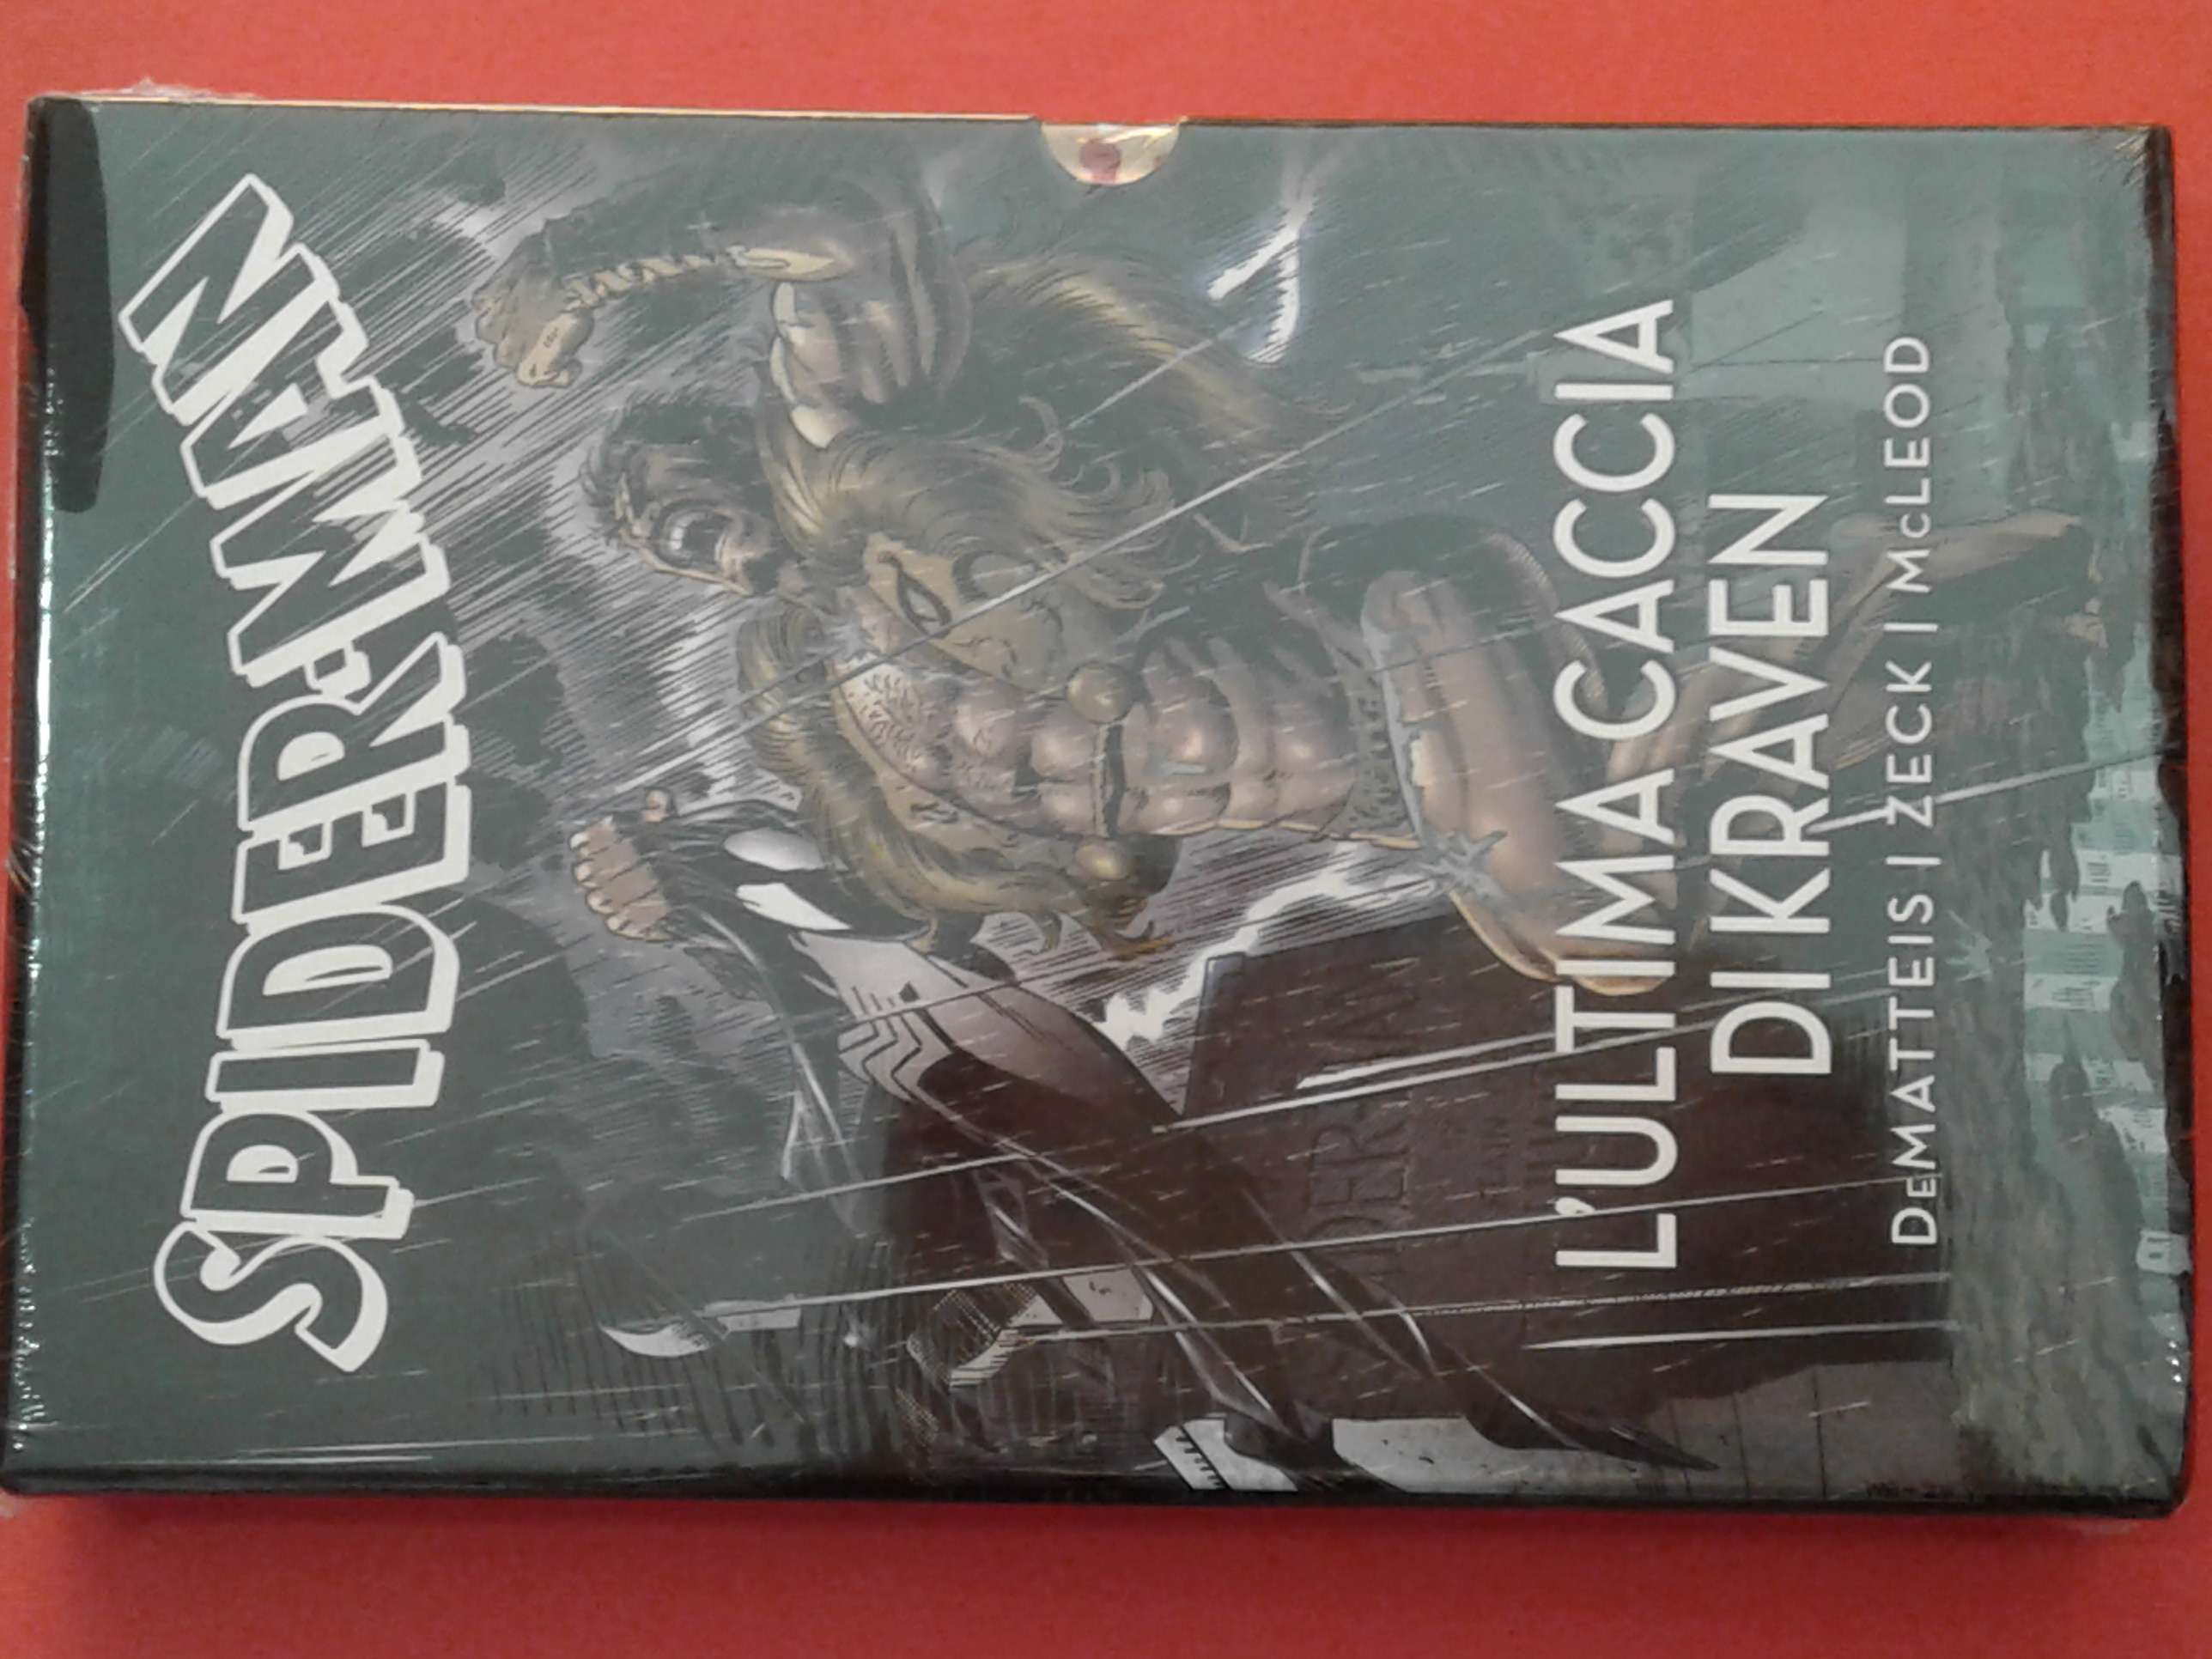 SPIDER-MAN
L'ULTIMA CACCIA
DI KRAVEN
DEMATTEIS | ZECK | McLEOD